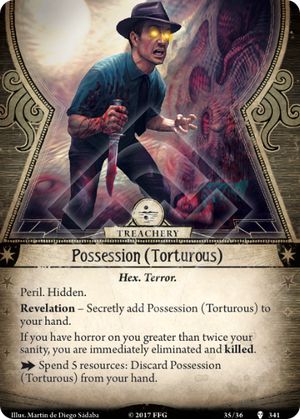 TREACHERY
Possession (Torturous)
Hex. Terror.
Peril. Hidden.
Revelation – Secretly add Possession (Torturous) to
your hand.
If you have horror on you greater than twice your
sanity, you are immediately eliminated and killed.
Spend 5 resources: Discard Possession
(Torturous) from your hand.
Illus. Martin de Diego Sádaba © 2017 FFG 35/36 341